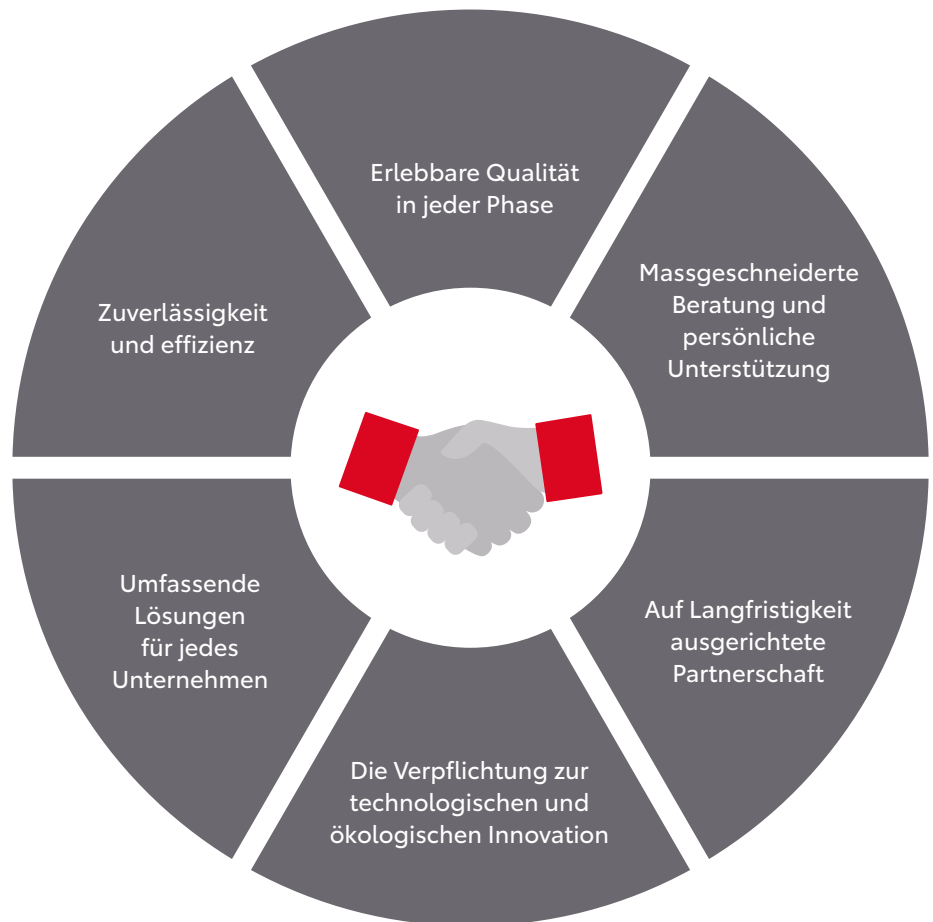 Erlebbare Qualität
in jeder Phase
Massgeschneiderte
Beratung und
persönliche
Unterstützung
Auf Langfristigkeit
ausgerichtete
Partnerschaft
Die Verpflichtung zur
technologischen und
ökologischen Innovation
Umfassende
Lösungen
für jedes
Unternehmen
Zuverlässigkeit
und effizienz